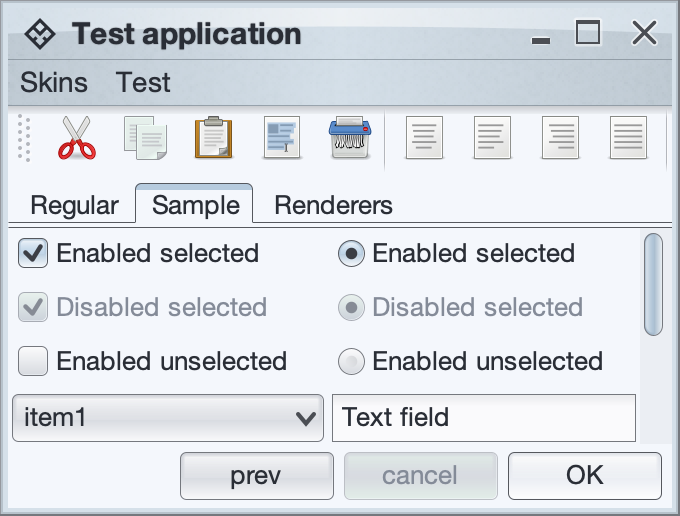 Test application
Skins Test
Regular Sample Renderers
Enabled selected Enabled selected
Disabled selected Disabled selected
Enabled unselected Enabled unselected
item1 Text field
prev cancel OK